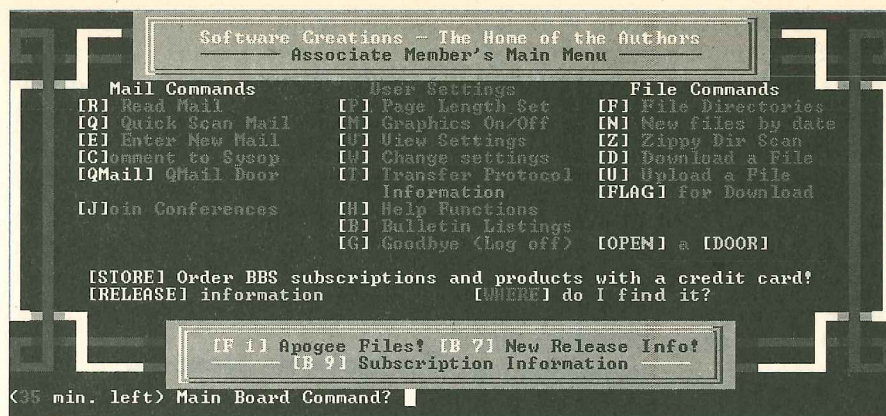 Software Creations — The Home of the Authors
Associate Member's Main Menu
Mail Commands
[R] Read Mail
[Q] Quick Scan Mail
[E] Enter New Mail
[C]omment to Sysop
[QMail] QMail Door
[J]oin Conferences
User Settings
[P] Page Length Set
[M] Graphics On/Off
[V] View Settings
[W] Change settings
[T] Transfer Protocol
Information
[H] Help Functions
[B] Bulletin Listings
[G] Goodbye (Log off)
File Commands
[F] File Directories
[N] New files by date
[Z] Zippy Dir Scan
[D] Download a File
[U] Upload a File
[FLAG] for Download
[OPEN] a [DOOR]
[STORE] Order BBS subscriptions and products with a credit card!
[RELEASE] information [WHERE] do I find it?
[F 1] Apogee Files! [B 7] New Release Info!
[B 9] Subscription Information
(35 min. left) Main Board Command?